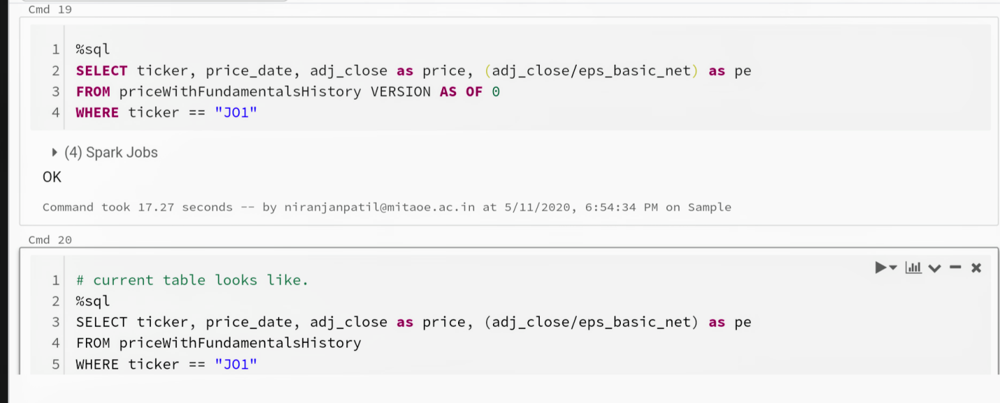 Cmd 19
1 %sql
2 SELECT ticker, price_date, adj_close as price, (adj_close/eps_basic_net) as pe
3 FROM priceWithFundamentalsHistory VERSION AS OF 0
4 WHERE ticker == "JO1"
(4) Spark Jobs
OK
Command took 17.27 seconds -- by niranjanpatil@mitaoe.ac.in at 5/11/2020, 6:54:34 PM on Sample
Cmd 20
1 # current table looks like.
2 %sql
3 SELECT ticker, price_date, adj_close as price, (adj_close/eps_basic_net) as pe
4 FROM priceWithFundamentalsHistory
5 WHERE ticker == "JO1"